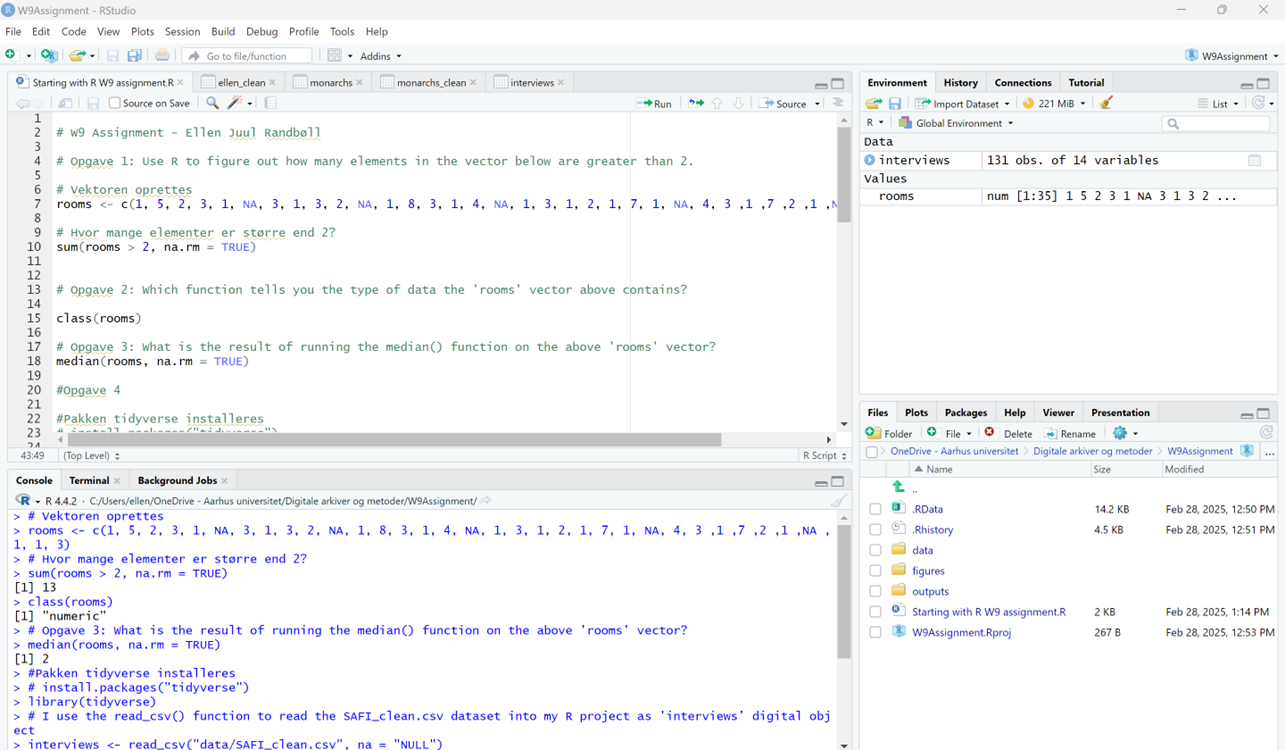 W9Assignment - RStudio
File Edit Code View Plots Session Build Debug Profile Tools Help
Go to file/function Addins W9Assignment
Starting with R W9 assignment.R ellen_clean monarchs monarchs_clean interviews
Source on Save Run Source
1
2 # W9 Assignment - Ellen Juul Randbøll
3
4 # Opgave 1: Use R to figure out how many elements in the vector below are greater than 2.
5
6 # Vektoren oprettes
7 rooms <- c(1, 5, 2, 3, 1, NA, 3, 1, 3, 2, NA, 1, 8, 3, 1, 4, NA, 1, 3, 1, 2, 1, 7, 1, NA, 4, 3 ,1 ,7 ,2 ,1 ,N
8
9 # Hvor mange elementer er større end 2?
10 sum(rooms > 2, na.rm = TRUE)
11
12
13 # Opgave 2: Which function tells you the type of data the 'rooms' vector above contains?
14
15 class(rooms)
16
17 # Opgave 3: What is the result of running the median() function on the above 'rooms' vector?
18 median(rooms, na.rm = TRUE)
19
20 #Opgave 4
21
22 #Pakken tidyverse installeres
23 # install.packages("tidyverse")
24
43:49 (Top Level) R Script
Console Terminal Background Jobs
R 4.4.2 · C:/Users/ellen/OneDrive - Aarhus universitet/Digitale arkiver og metoder/W9Assignment/
> # Vektoren oprettes
> rooms <- c(1, 5, 2, 3, 1, NA, 3, 1, 3, 2, NA, 1, 8, 3, 1, 4, NA, 1, 3, 1, 2, 1, 7, 1, NA, 4, 3 ,1 ,7 ,2 ,1 ,NA ,
1, 1, 3)
> # Hvor mange elementer er større end 2?
> sum(rooms > 2, na.rm = TRUE)
[1] 13
> class(rooms)
[1] "numeric"
> # Opgave 3: What is the result of running the median() function on the above 'rooms' vector?
> median(rooms, na.rm = TRUE)
[1] 2
> #Pakken tidyverse installeres
> # install.packages("tidyverse")
> library(tidyverse)
> # I use the read_csv() function to read the SAFI_clean.csv dataset into my R project as 'interviews' digital obj
ect
> interviews <- read_csv("data/SAFI_clean.csv", na = "NULL")
Environment History Connections Tutorial
Import Dataset 221 MiB List
R Global Environment
Data
interviews 131 obs. of 14 variables
Values
rooms num [1:35] 1 5 2 3 1 NA 3 1 3 2 ...
Files Plots Packages Help Viewer Presentation
Folder File Delete Rename
OneDrive - Aarhus universitet Digitale arkiver og metoder W9Assignment ...
Name Size Modified
..
.RData 14.2 KB Feb 28, 2025, 12:50 PM
.Rhistory 4.5 KB Feb 28, 2025, 12:51 PM
data
figures
outputs
Starting with R W9 assignment.R 2 KB Feb 28, 2025, 1:14 PM
W9Assignment.Rproj 267 B Feb 28, 2025, 12:53 PM